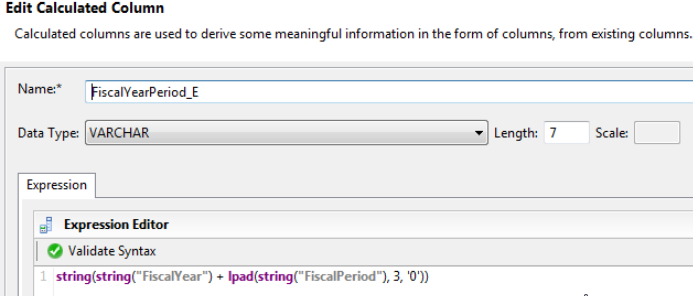 Edit Calculated Column
Calculated columns are used to derive some meaningful information in the form of columns, from existing columns.
Name:* FiscalYearPeriod_E
Data Type: VARCHAR Length: 7 Scale:
Expression
Expression Editor
Validate Syntax
1 string(string("FiscalYear") + lpad(string("FiscalPeriod"), 3, '0'))